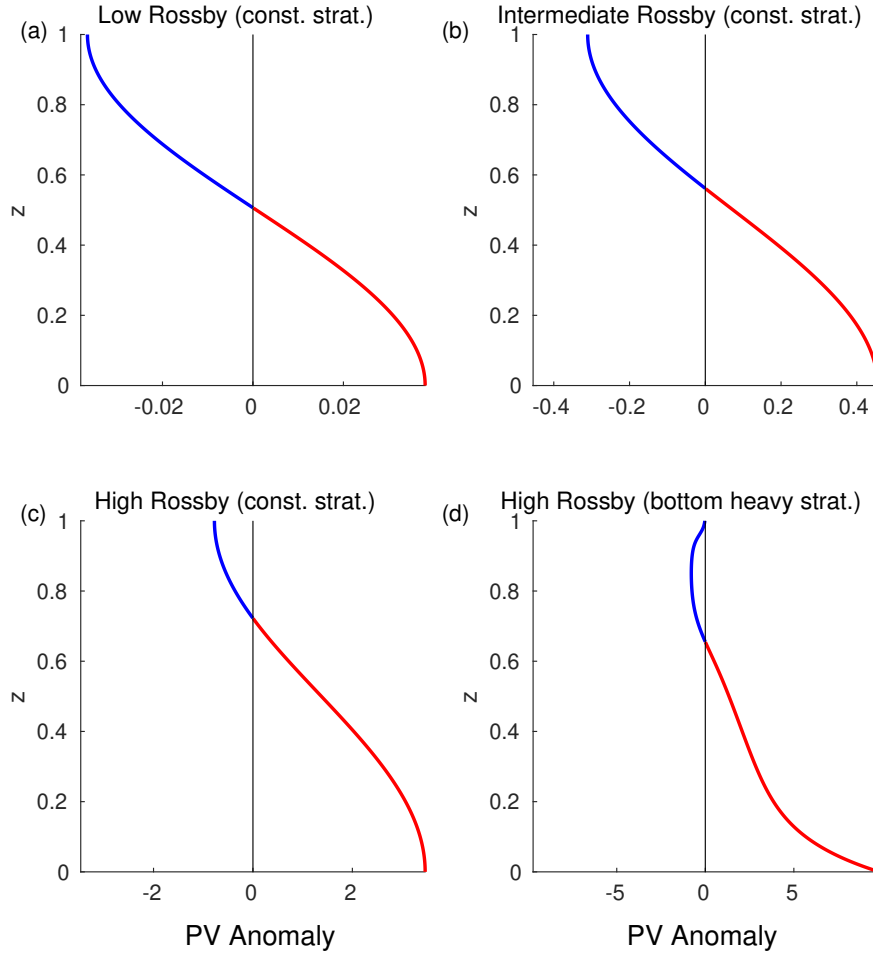 (a) Low Rossby (const. strat.)
1
0.8
0.6
z
0.4
0.2
0
-0.02 0 0.02
(b) Intermediate Rossby (const. strat.)
1
0.8
0.6
z
0.4
0.2
0
-0.4 -0.2 0 0.2 0.4
(c) High Rossby (const. strat.)
1
0.8
0.6
z
0.4
0.2
0
-2 0 2
PV Anomaly
(d) High Rossby (bottom heavy strat.)
1
0.8
0.6
z
0.4
0.2
0
-5 0 5
PV Anomaly